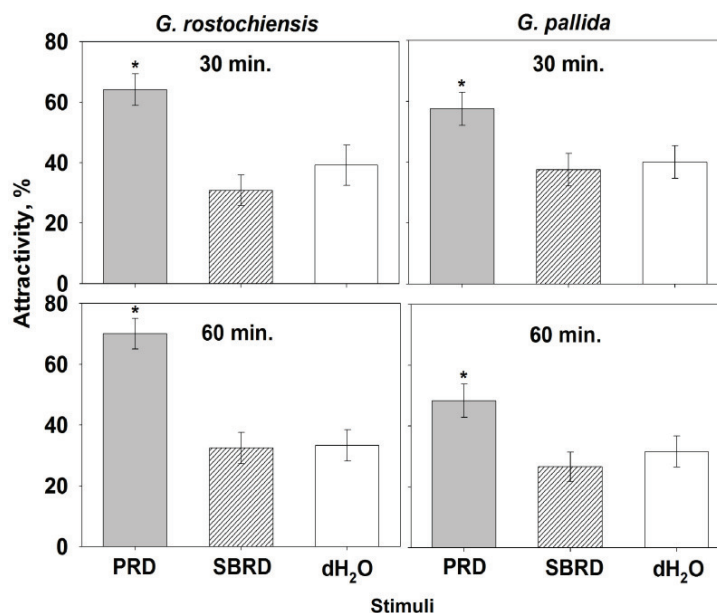 G. rostochiensis
G. pallida
80
60
40
20
0
*
30 min.
*
30 min.
Attractivity, %
80
60
40
20
0
*
60 min.
*
60 min.
PRD
SBRD
dH₂O
PRD
SBRD
dH₂O
Stimuli